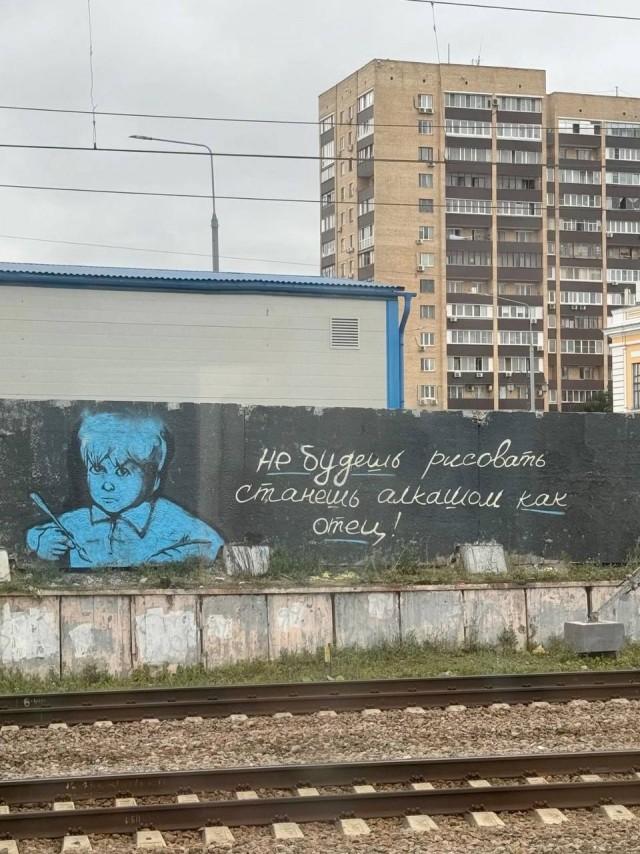 не будешь рисовать
станешь алкашом как
отец!